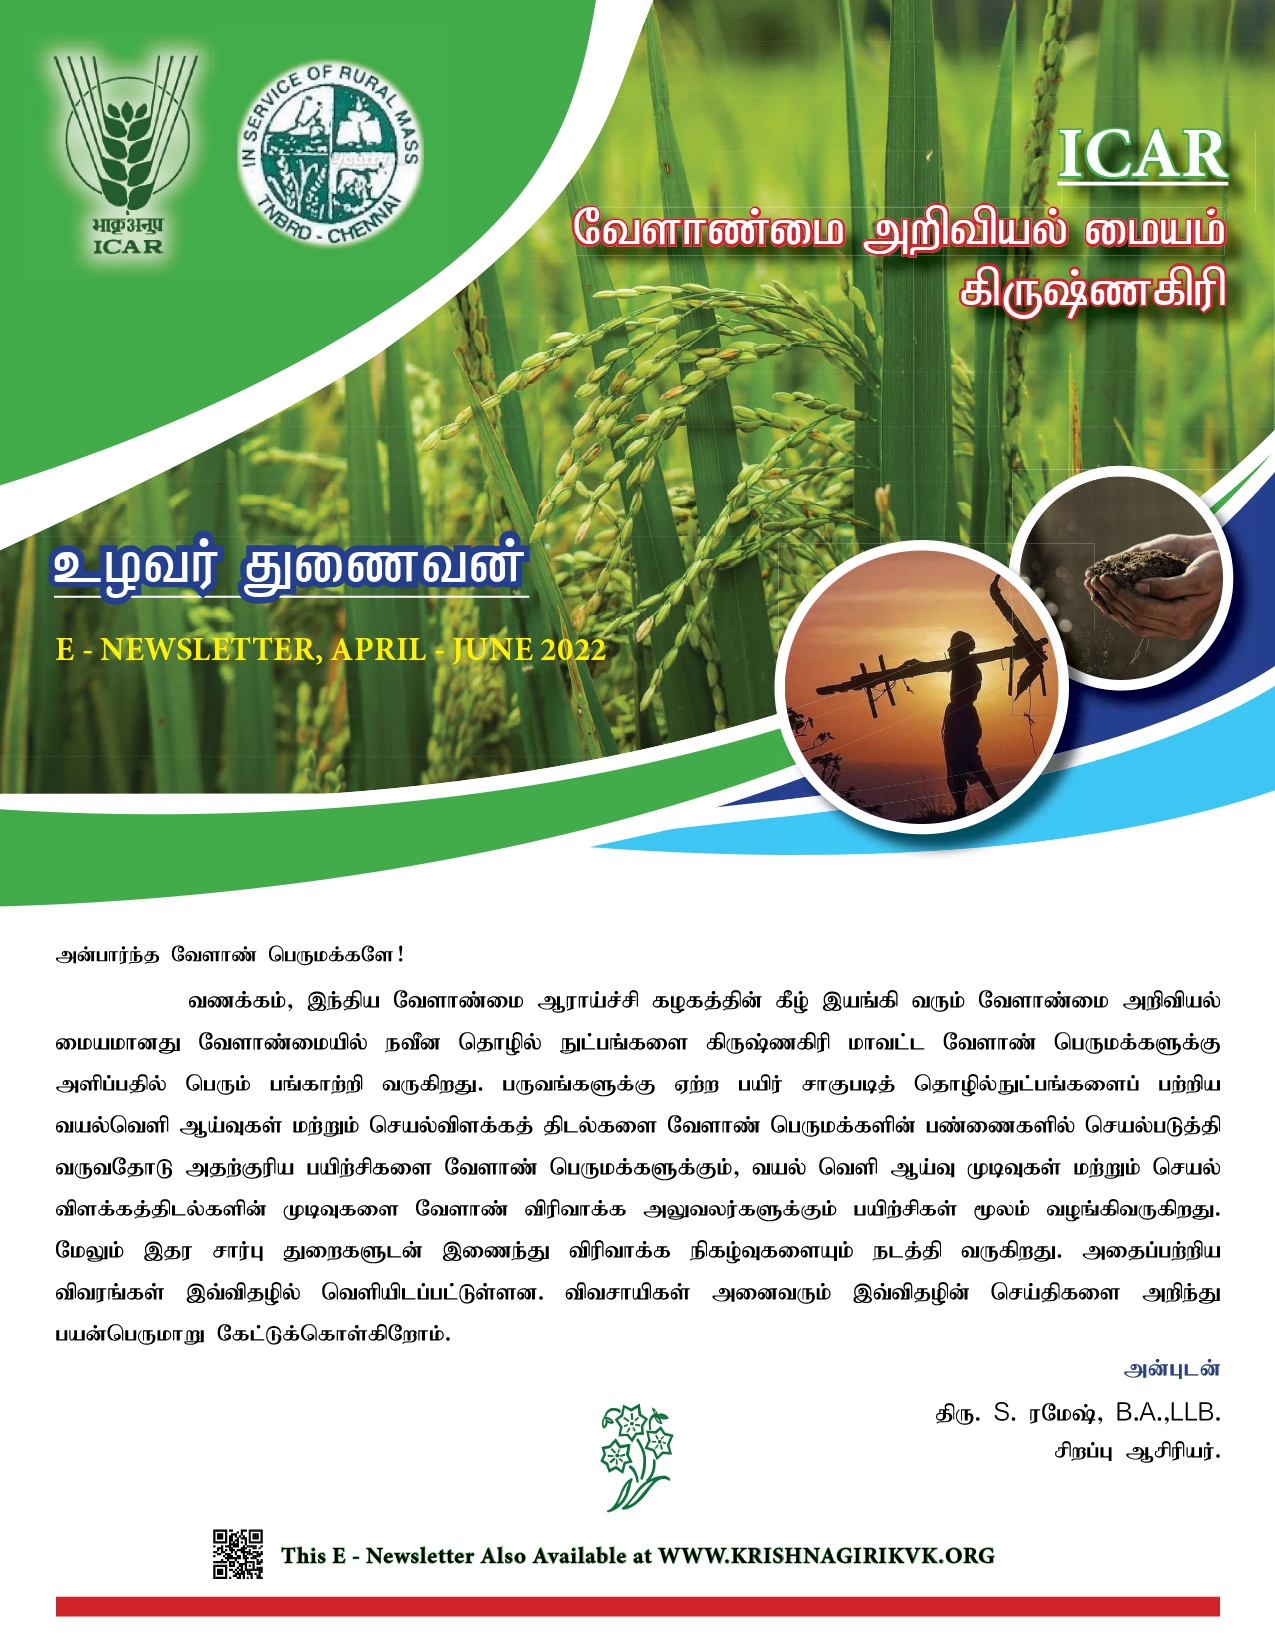 IN SERVICE OF RURAL MASS
TNBRD - CHENNAI
भाकृअनुप
ICAR
ICAR
வேளாண்மை அறிவியல் மையம்
கிருஷ்ணகிரி
உழவர் துணைவன்
E - NEWSLETTER, APRIL - JUNE 2022
அன்பார்ந்த வேளாண் பெருமக்களே!
வணக்கம், இந்திய வேளாண்மை ஆராய்ச்சி கழகத்தின் கீழ் இயங்கி வரும் வேளாண்மை அறிவியல்
மையமானது வேளாண்மையில் நவீன தொழில் நுட்பங்களை கிருஷ்ணகிரி மாவட்ட வேளாண் பெருமக்களுக்கு
அளிப்பதில் பெரும் பங்காற்றி வருகிறது. பருவங்களுக்கு ஏற்ற பயிர் சாகுபடித் தொழில்நுட்பங்களைப் பற்றிய
வயல்வெளி ஆய்வுகள் மற்றும் செயல்விளக்கத் திடல்களை வேளாண் பெருமக்களின் பண்ணைகளில் செயல்படுத்தி
வருவதோடு அதற்குரிய பயிற்சிகளை வேளாண் பெருமக்களுக்கும், வயல் வெளி ஆய்வு முடிவுகள் மற்றும் செயல்
விளக்கத்திடல்களின் முடிவுகளை வேளாண் விரிவாக்க அலுவலர்களுக்கும் பயிற்சிகள் மூலம் வழங்கிவருகிறது.
மேலும் இதர சார்பு துறைகளுடன் இணைந்து விரிவாக்க நிகழ்வுகளையும் நடத்தி வருகிறது. அதைப்பற்றிய
விவரங்கள் இவ்விதழில் வெளியிடப்பட்டுள்ளன. விவசாயிகள் அனைவரும் இவ்விதழின் செய்திகளை அறிந்து
பயன்பெருமாறு கேட்டுக்கொள்கிறோம்.
அன்புடன்
திரு. S. ரமேஷ், B.A.,LLB.
சிறப்பு ஆசிரியர்.
This E - Newsletter Also Available at WWW.KRISHNAGIRIKVK.ORG